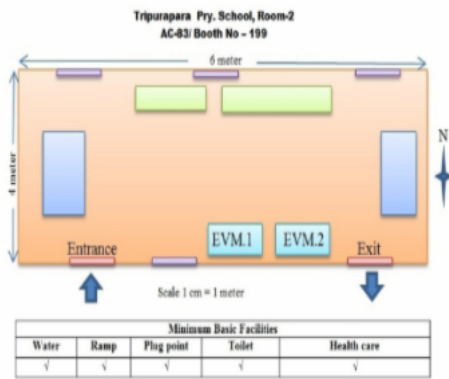 Tripurapara Pry. School, Room-2
AC-83/ Booth No – 199
6 meter
4 meter
N
EVM.1 EVM.2
Entrance Exit
Scale 1 cm = 1 meter
Minimum Basic Facilities
Water Ramp Plug point Toilet Health care
√ √ √ √ √